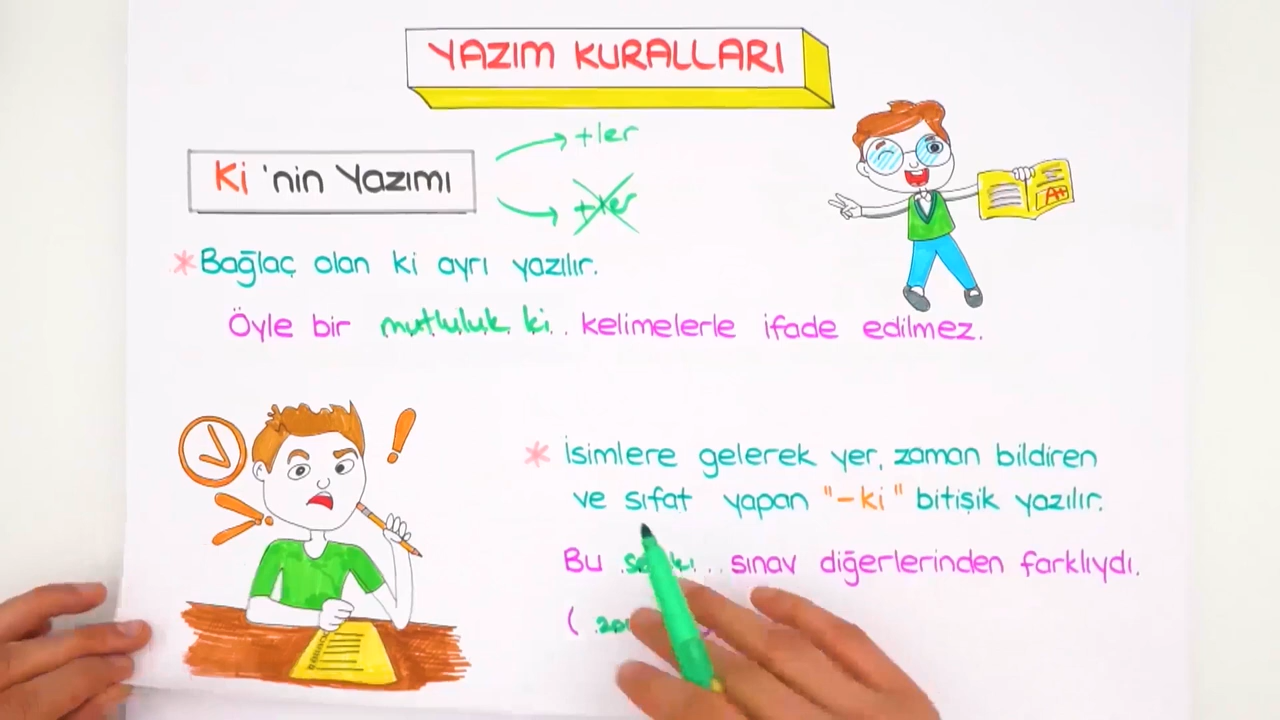 YAZIM KURALLARI
Ki 'nin Yazımı
+ler
+ler
* Bağlaç olan ki ayrı yazılır.
Öyle bir mutluluk ki.. kelimelerle ifade edilmez.
* İsimlere gelerek yer, zaman bildiren
ve sıfat yapan "-ki" bitişik yazılır.
Bu sınav diğerlerinden farklıydı.
(
A+